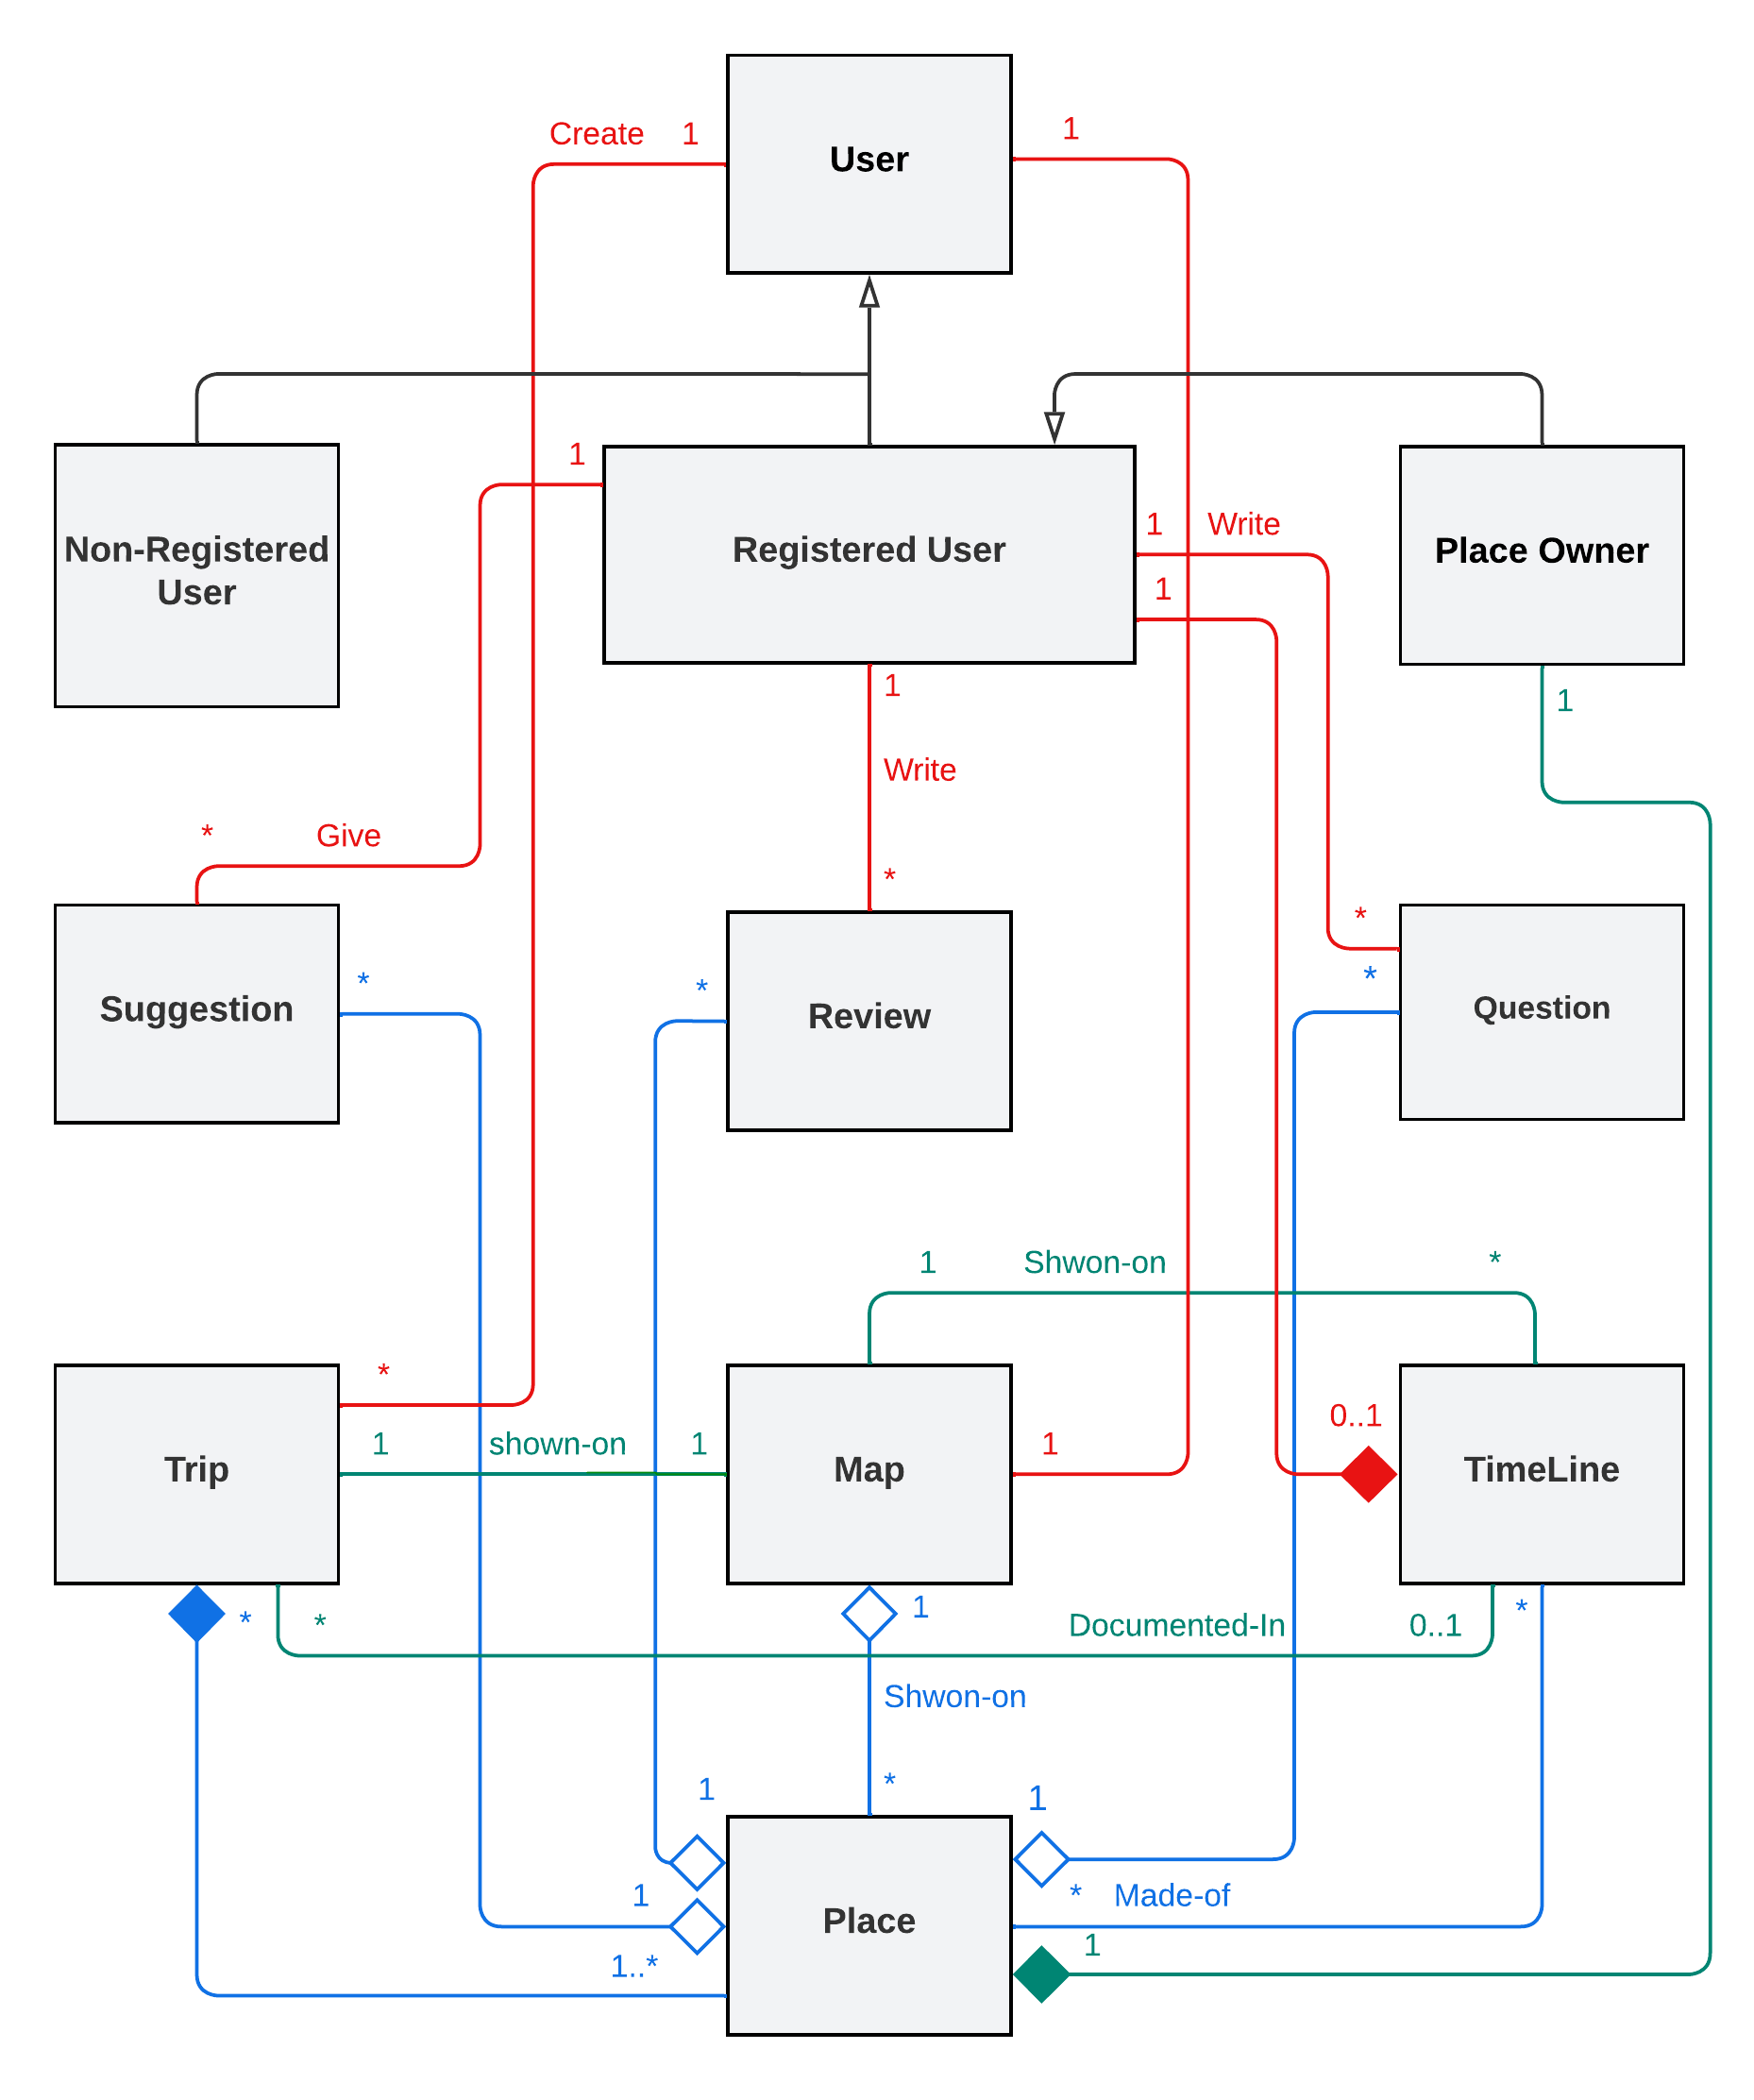 User
Create 1
1
Non-Registered
User
Registered User
Place Owner
1
1 Write
1
1
1
Write
*
* Give
*
Suggestion
*
Review
*
Question
*
*
1 Shwon-on *
Trip
*
1 shown-on 1
Map
1
0..1
TimeLine
*
*
1
Documented-In 0..1
*
Shwon-on
*
1
1
1
1..*
Place
* Made-of
1